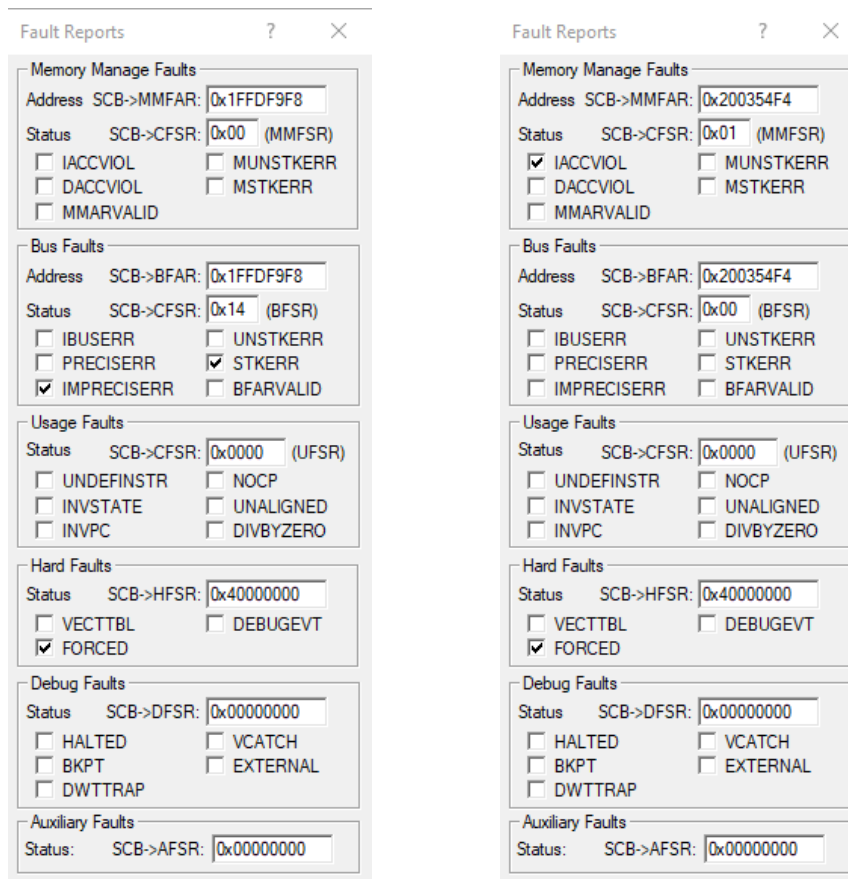 Fault Reports ? ×
Memory Manage Faults
Address SCB->MMFAR: 0x1FFDF9F8
Status SCB->CFSR: 0x00 (MMFSR)
IACCVIOL MUNSTKERR
DACCVIOL MSTKERR
MMARVALID
Bus Faults
Address SCB->BFAR: 0x1FFDF9F8
Status SCB->CFSR: 0x14 (BFSR)
IBUSERR UNSTKERR
PRECISERR STKERR
IMPRECISERR BFARVALID
Usage Faults
Status SCB->CFSR: 0x0000 (UFSR)
UNDEFINSTR NOCP
INVSTATE UNALIGNED
INVPC DIVBYZERO
Hard Faults
Status SCB->HFSR: 0x40000000
VECTTBL DEBUGEVT
FORCED
Debug Faults
Status SCB->DFSR: 0x00000000
HALTED VCATCH
BKPT EXTERNAL
DWTTRAP
Auxiliary Faults
Status: SCB->AFSR: 0x00000000
Fault Reports ? ×
Memory Manage Faults
Address SCB->MMFAR: 0x200354F4
Status SCB->CFSR: 0x01 (MMFSR)
IACCVIOL MUNSTKERR
DACCVIOL MSTKERR
MMARVALID
Bus Faults
Address SCB->BFAR: 0x200354F4
Status SCB->CFSR: 0x00 (BFSR)
IBUSERR UNSTKERR
PRECISERR STKERR
IMPRECISERR BFARVALID
Usage Faults
Status SCB->CFSR: 0x0000 (UFSR)
UNDEFINSTR NOCP
INVSTATE UNALIGNED
INVPC DIVBYZERO
Hard Faults
Status SCB->HFSR: 0x40000000
VECTTBL DEBUGEVT
FORCED
Debug Faults
Status SCB->DFSR: 0x00000000
HALTED VCATCH
BKPT EXTERNAL
DWTTRAP
Auxiliary Faults
Status: SCB->AFSR: 0x00000000